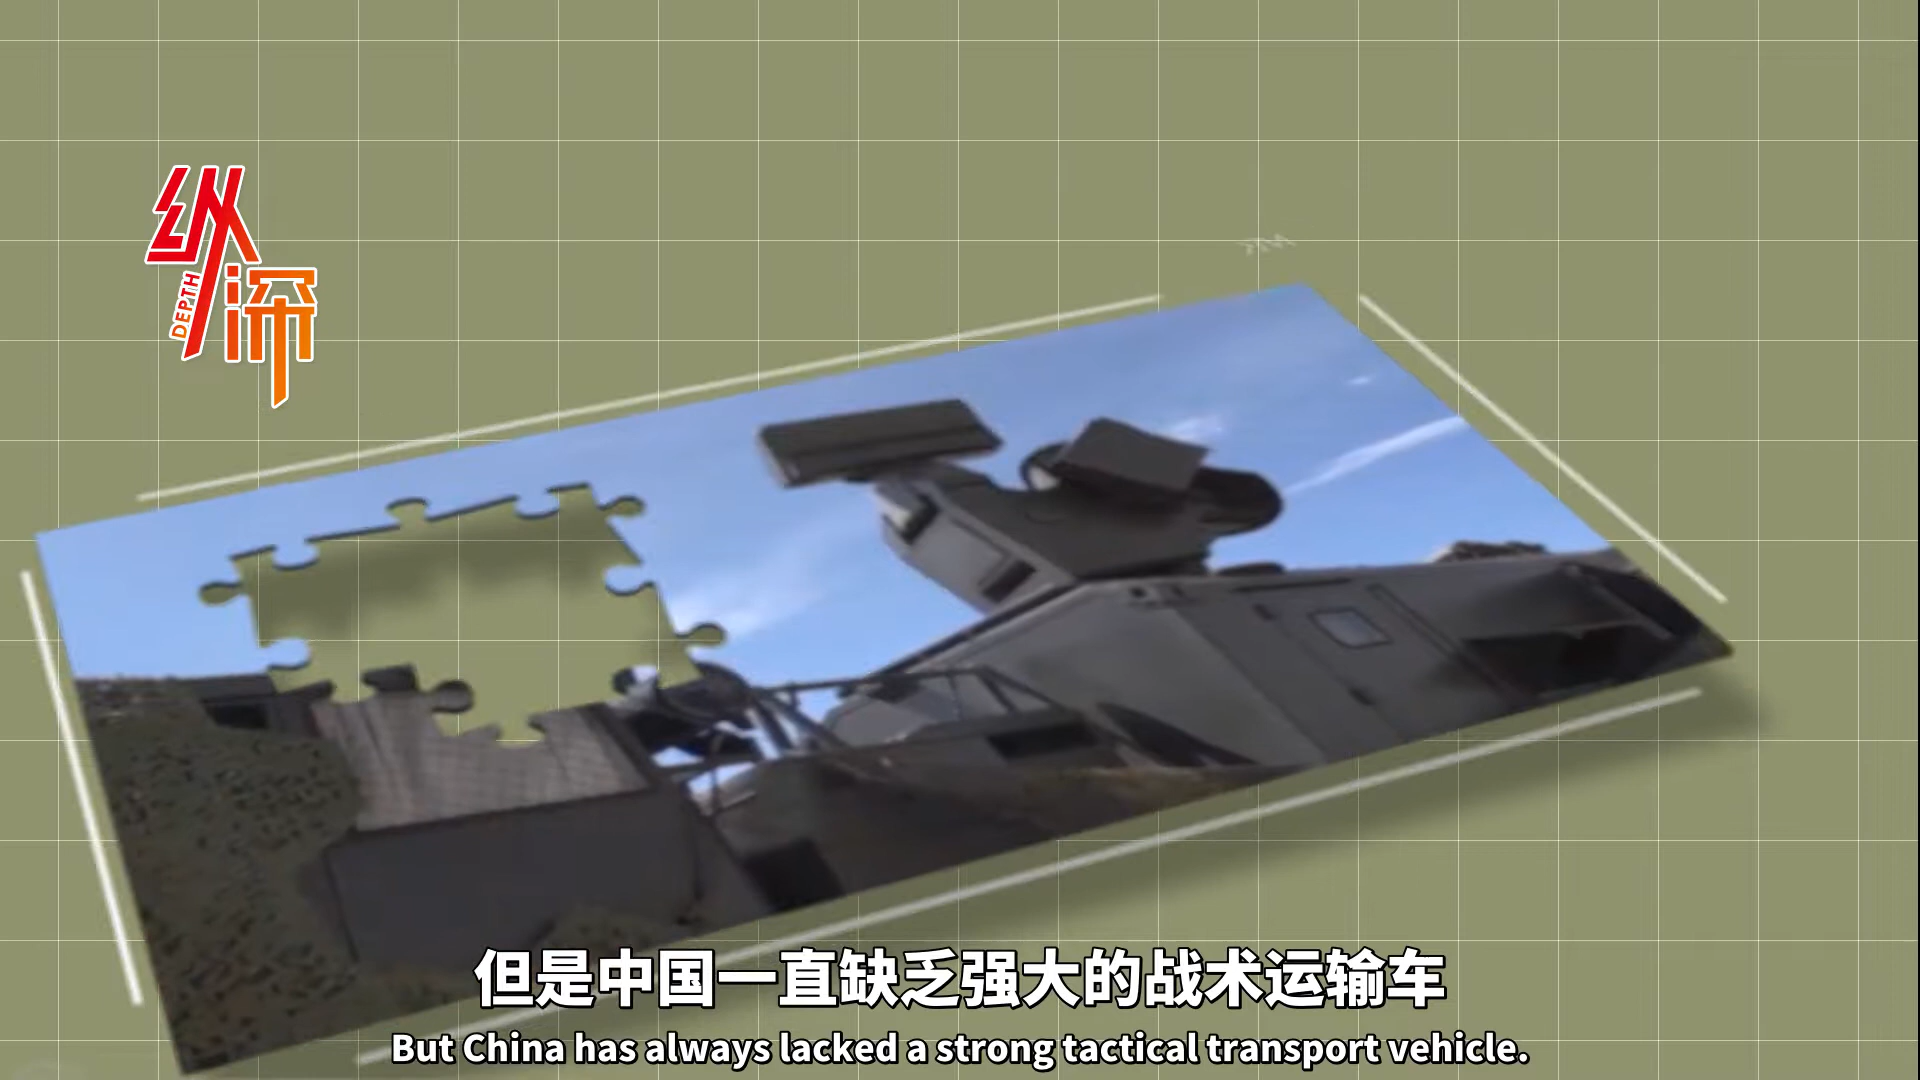 纵深
DEPTH
但是中国一直缺乏强大的战术运输车
But China has always lacked a strong tactical transport vehicle.